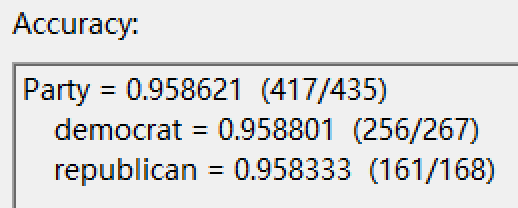 Accuracy:
Party = 0.958621 (417/435)
democrat = 0.958801 (256/267)
republican = 0.958333 (161/168)